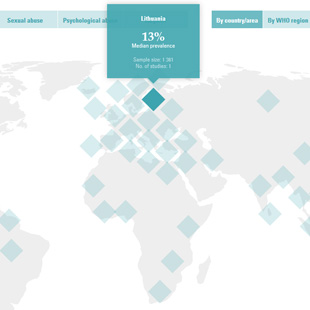 Sexual abuse
Psychological
Lithuania
By country/area
By WHO region
13%
Median prevalence
Sample size: 1 361
No. of studies: 1